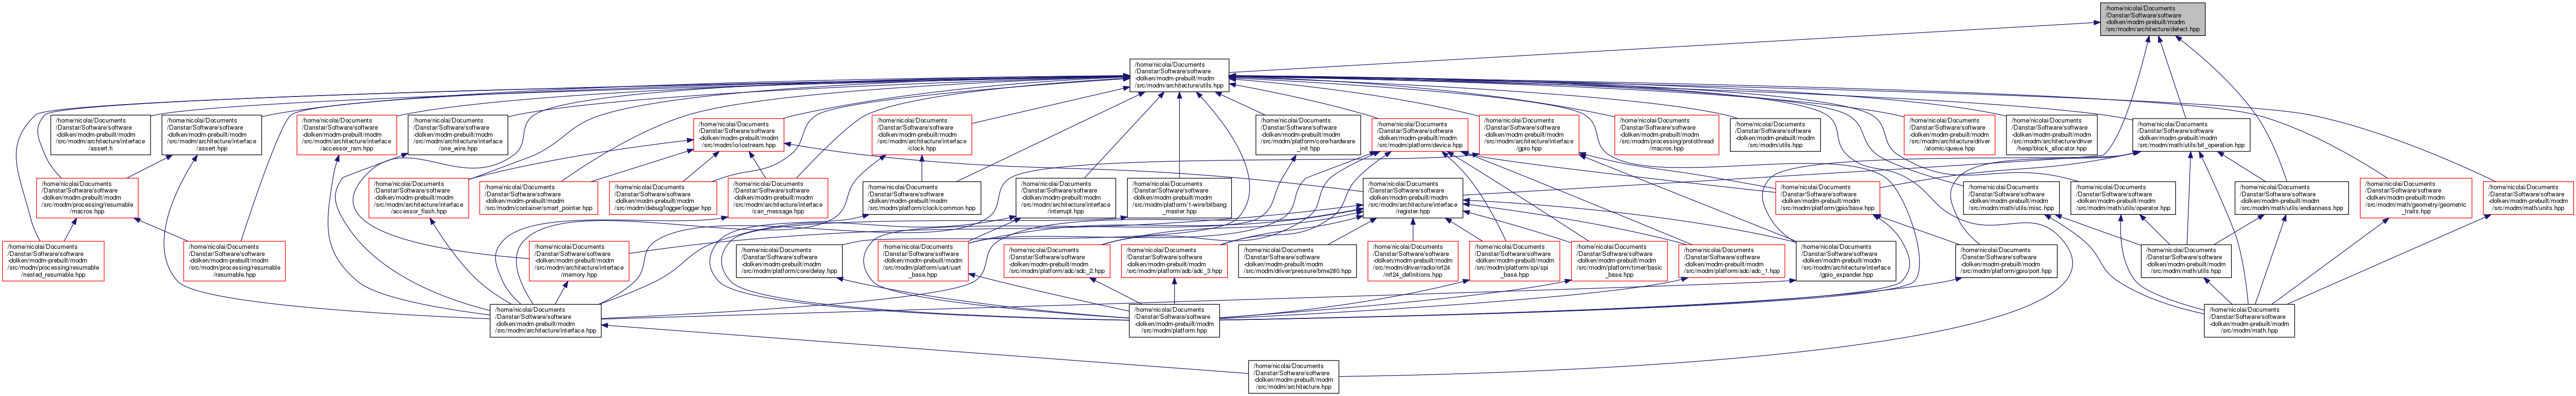 /home/nicolai/Documents
/Danstar/Software/software
-dolken/modm-prebuilt/modm
/src/modm/architecture/detect.hpp
/home/nicolai/Documents
/Danstar/Software/software
-dolken/modm-prebuilt/modm
/src/modm/architecture/utils.hpp
/home/nicolai/Documents
/Danstar/Software/software
-dolken/modm-prebuilt/modm
/src/modm/architecture/interface
/assert.h
/home/nicolai/Documents
/Danstar/Software/software
-dolken/modm-prebuilt/modm
/src/modm/architecture/interface
/assert.hpp
/home/nicolai/Documents
/Danstar/Software/software
-dolken/modm-prebuilt/modm
/src/modm/architecture/interface
/accessor_ram.hpp
/home/nicolai/Documents
/Danstar/Software/software
-dolken/modm-prebuilt/modm
/src/modm/architecture/interface
/one_wire.hpp
/home/nicolai/Documents
/Danstar/Software/software
-dolken/modm-prebuilt/modm
/src/modm/io/iostream.hpp
/home/nicolai/Documents
/Danstar/Software/software
-dolken/modm-prebuilt/modm
/src/modm/architecture/interface
/clock.hpp
/home/nicolai/Documents
/Danstar/Software/software
-dolken/modm-prebuilt/modm
/src/modm/platform/core/hardware
_init.hpp
/home/nicolai/Documents
/Danstar/Software/software
-dolken/modm-prebuilt/modm
/src/modm/platform/device.hpp
/home/nicolai/Documents
/Danstar/Software/software
-dolken/modm-prebuilt/modm
/src/modm/architecture/interface
/gpio.hpp
/home/nicolai/Documents
/Danstar/Software/software
-dolken/modm-prebuilt/modm
/src/modm/processing/protothread
/macros.hpp
/home/nicolai/Documents
/Danstar/Software/software
-dolken/modm-prebuilt/modm
/src/modm/utils.hpp
/home/nicolai/Documents
/Danstar/Software/software
-dolken/modm-prebuilt/modm
/src/modm/architecture/driver
/atomic/queue.hpp
/home/nicolai/Documents
/Danstar/Software/software
-dolken/modm-prebuilt/modm
/src/modm/architecture/driver
/heap/block_allocator.hpp
/home/nicolai/Documents
/Danstar/Software/software
-dolken/modm-prebuilt/modm
/src/modm/math/utils/bit_operation.hpp
/home/nicolai/Documents
/Danstar/Software/software
-dolken/modm-prebuilt/modm
/src/modm/processing/resumable
/macros.hpp
/home/nicolai/Documents
/Danstar/Software/software
-dolken/modm-prebuilt/modm
/src/modm/architecture/interface
/accessor_flash.hpp
/home/nicolai/Documents
/Danstar/Software/software
-dolken/modm-prebuilt/modm
/src/modm/container/smart_pointer.hpp
/home/nicolai/Documents
/Danstar/Software/software
-dolken/modm-prebuilt/modm
/src/modm/debug/logger/logger.hpp
/home/nicolai/Documents
/Danstar/Software/software
-dolken/modm-prebuilt/modm
/src/modm/architecture/interface
/can_message.hpp
/home/nicolai/Documents
/Danstar/Software/software
-dolken/modm-prebuilt/modm
/src/modm/platform/clock/common.hpp
/home/nicolai/Documents
/Danstar/Software/software
-dolken/modm-prebuilt/modm
/src/modm/architecture/interface
/interrupt.hpp
/home/nicolai/Documents
/Danstar/Software/software
-dolken/modm-prebuilt/modm
/src/modm/platform/1-wire/bitbang
_master.hpp
/home/nicolai/Documents
/Danstar/Software/software
-dolken/modm-prebuilt/modm
/src/modm/architecture/interface
/register.hpp
/home/nicolai/Documents
/Danstar/Software/software
-dolken/modm-prebuilt/modm
/src/modm/platform/gpio/base.hpp
/home/nicolai/Documents
/Danstar/Software/software
-dolken/modm-prebuilt/modm
/src/modm/math/utils/misc.hpp
/home/nicolai/Documents
/Danstar/Software/software
-dolken/modm-prebuilt/modm
/src/modm/math/utils/operator.hpp
/home/nicolai/Documents
/Danstar/Software/software
-dolken/modm-prebuilt/modm
/src/modm/math/utils/endianness.hpp
/home/nicolai/Documents
/Danstar/Software/software
-dolken/modm-prebuilt/modm
/src/modm/math/geometry/geometric
_traits.hpp
/home/nicolai/Documents
/Danstar/Software/software
-dolken/modm-prebuilt/modm
/src/modm/math/units.hpp
/home/nicolai/Documents
/Danstar/Software/software
-dolken/modm-prebuilt/modm
/src/modm/processing/resumable
/nested_resumable.hpp
/home/nicolai/Documents
/Danstar/Software/software
-dolken/modm-prebuilt/modm
/src/modm/processing/resumable
/resumable.hpp
/home/nicolai/Documents
/Danstar/Software/software
-dolken/modm-prebuilt/modm
/src/modm/architecture/interface
/memory.hpp
/home/nicolai/Documents
/Danstar/Software/software
-dolken/modm-prebuilt/modm
/src/modm/platform/core/delay.hpp
/home/nicolai/Documents
/Danstar/Software/software
-dolken/modm-prebuilt/modm
/src/modm/platform/uart/uart
_base.hpp
/home/nicolai/Documents
/Danstar/Software/software
-dolken/modm-prebuilt/modm
/src/modm/platform/adc/adc_2.hpp
/home/nicolai/Documents
/Danstar/Software/software
-dolken/modm-prebuilt/modm
/src/modm/platform/adc/adc_3.hpp
/home/nicolai/Documents
/Danstar/Software/software
-dolken/modm-prebuilt/modm
/src/modm/driver/pressure/bme280.hpp
/home/nicolai/Documents
/Danstar/Software/software
-dolken/modm-prebuilt/modm
/src/modm/driver/radio/nrf24
/nrf24_definitions.hpp
/home/nicolai/Documents
/Danstar/Software/software
-dolken/modm-prebuilt/modm
/src/modm/platform/spi/spi
_base.hpp
/home/nicolai/Documents
/Danstar/Software/software
-dolken/modm-prebuilt/modm
/src/modm/platform/timer/basic
_base.hpp
/home/nicolai/Documents
/Danstar/Software/software
-dolken/modm-prebuilt/modm
/src/modm/platform/adc/adc_1.hpp
/home/nicolai/Documents
/Danstar/Software/software
-dolken/modm-prebuilt/modm
/src/modm/architecture/interface
/gpio_expander.hpp
/home/nicolai/Documents
/Danstar/Software/software
-dolken/modm-prebuilt/modm
/src/modm/platform/gpio/port.hpp
/home/nicolai/Documents
/Danstar/Software/software
-dolken/modm-prebuilt/modm
/src/modm/math/utils.hpp
/home/nicolai/Documents
/Danstar/Software/software
-dolken/modm-prebuilt/modm
/src/modm/architecture/interface.hpp
/home/nicolai/Documents
/Danstar/Software/software
-dolken/modm-prebuilt/modm
/src/modm/platform.hpp
/home/nicolai/Documents
/Danstar/Software/software
-dolken/modm-prebuilt/modm
/src/modm/math.hpp
/home/nicolai/Documents
/Danstar/Software/software
-dolken/modm-prebuilt/modm
/src/modm/architecture.hpp